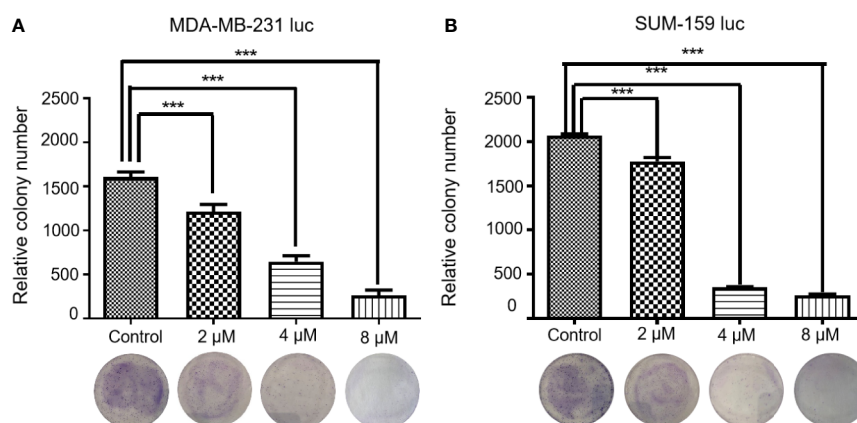 A
MDA-MB-231 luc
***
***
***
Relative colony number
2500
2000
1500
1000
500
0
Control
2 µM
4 µM
8 µM
B
SUM-159 luc
***
***
***
Relative colony number
2500
2000
1500
1000
500
0
Control
2 µM
4 µM
8 µM